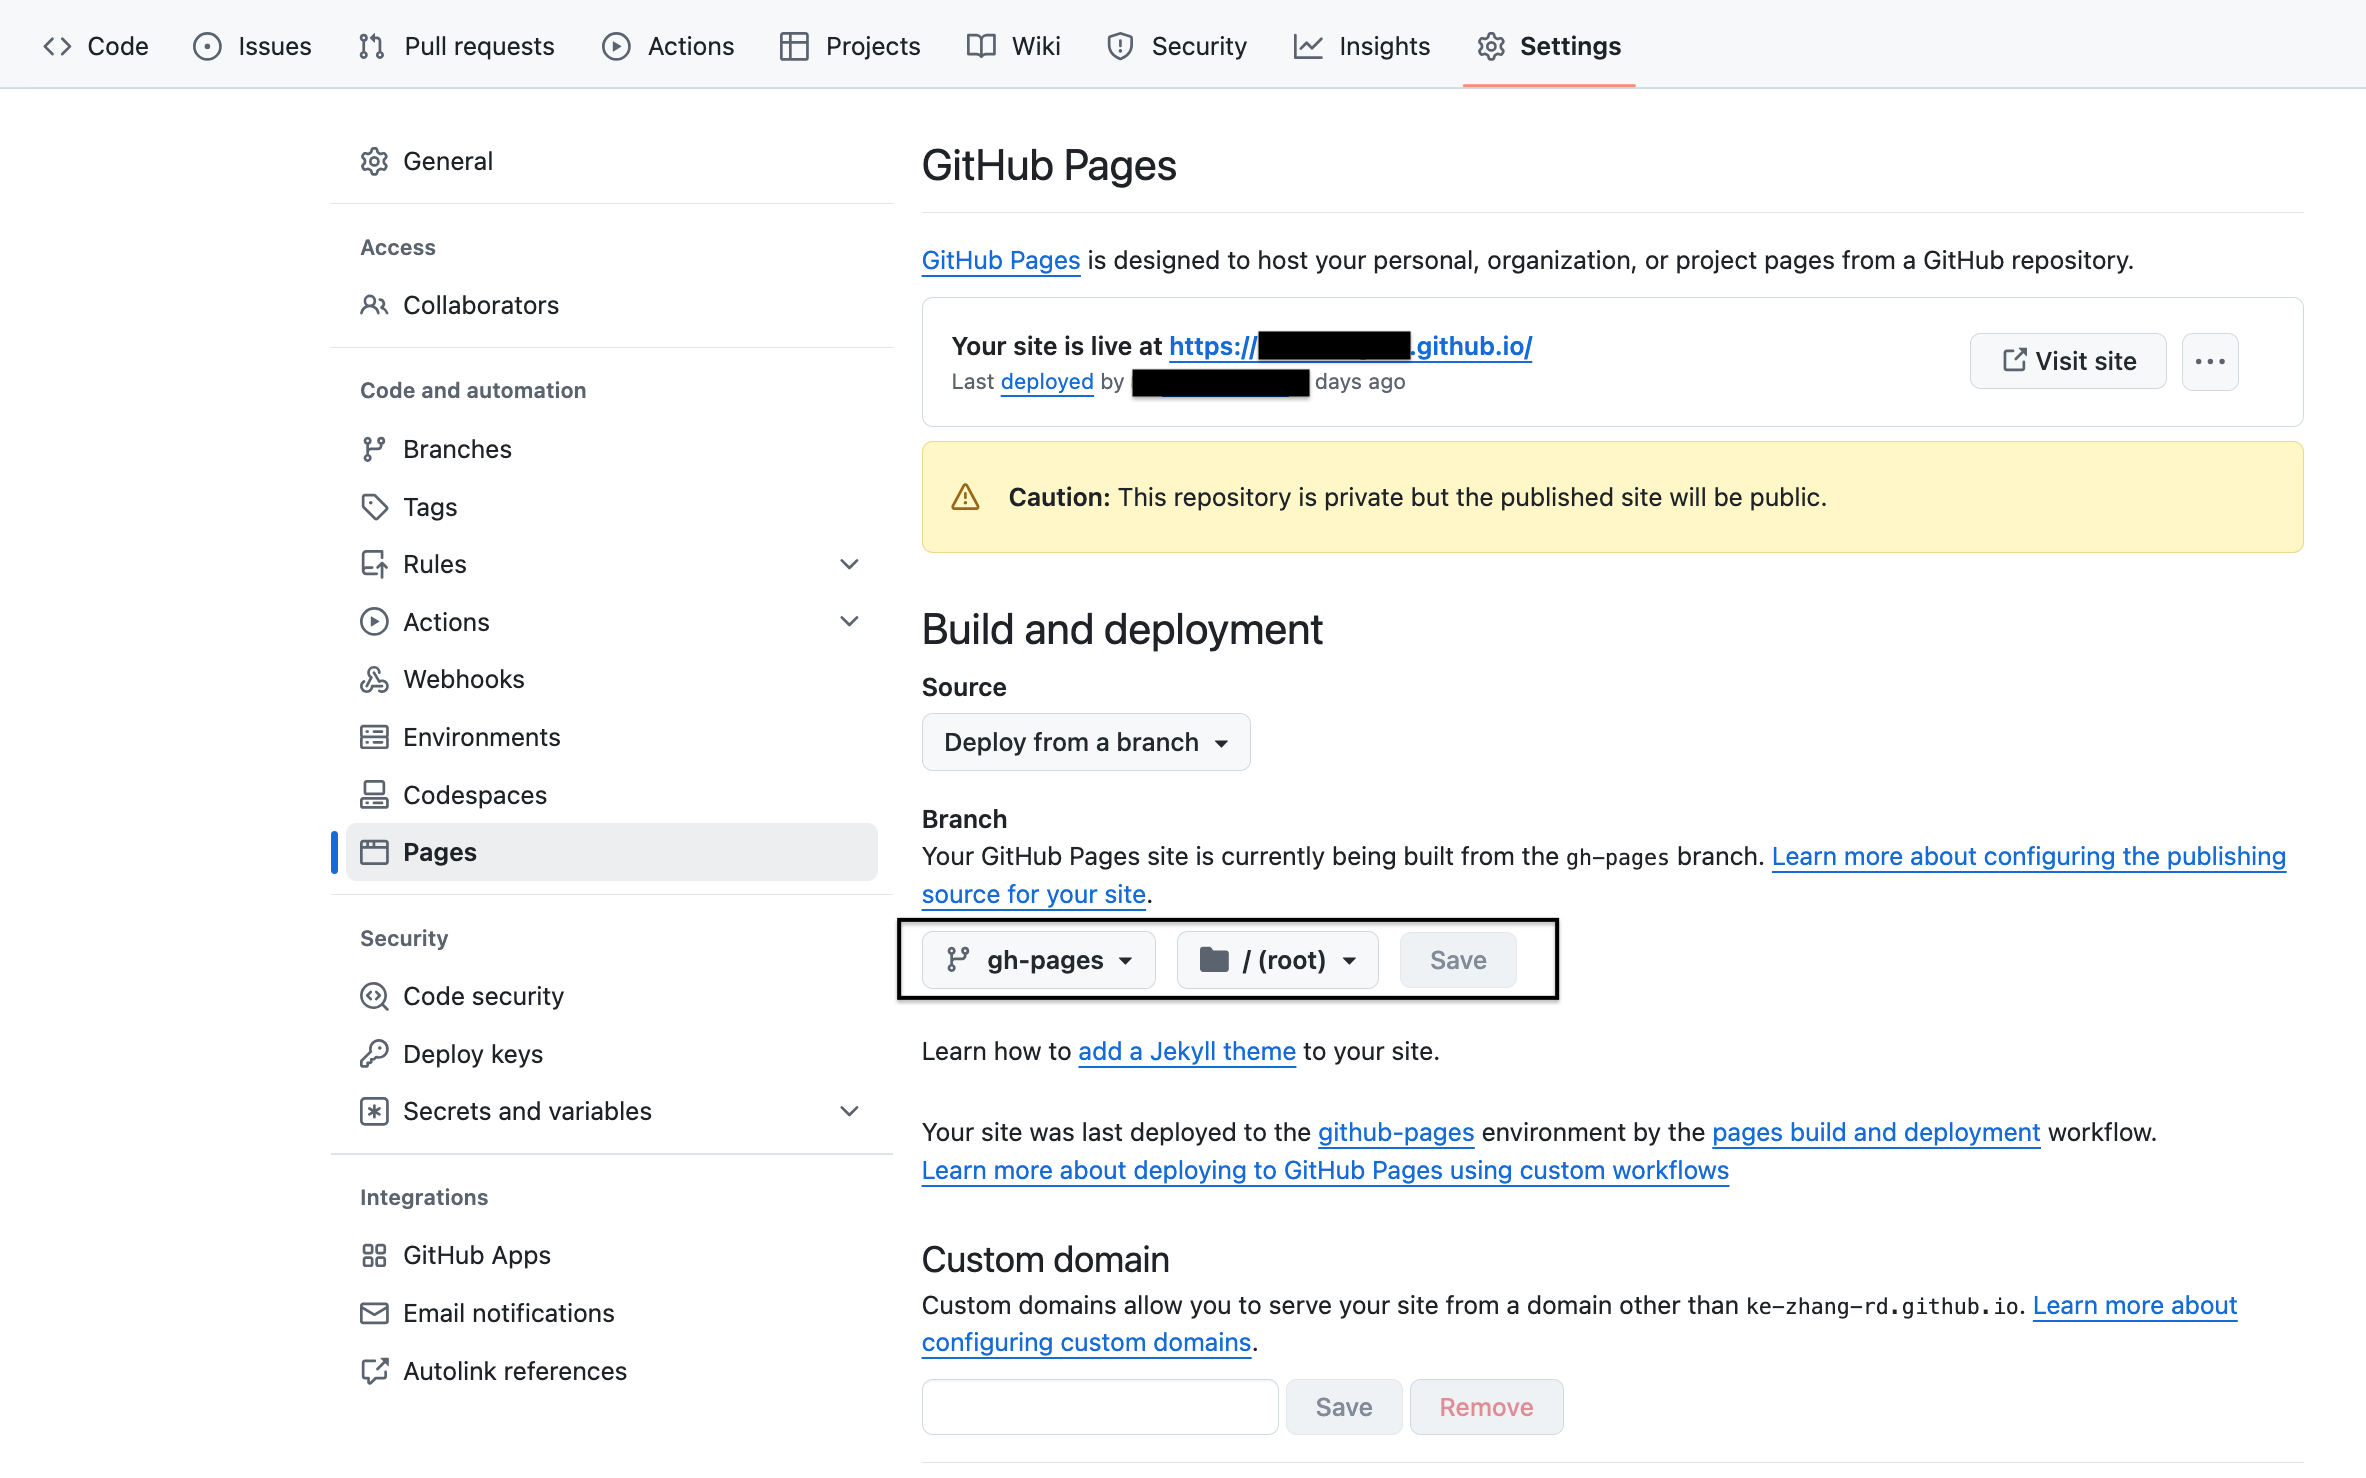 Code Issues Pull requests Actions Projects Wiki Security Insights Settings
General
Access
Collaborators
Code and automation
Branches
Tags
Rules
Actions
Webhooks
Environments
Codespaces
Pages
Security
Code security
Deploy keys
Secrets and variables
Integrations
GitHub Apps
Email notifications
Autolink references
GitHub Pages
GitHub Pages is designed to host your personal, organization, or project pages from a GitHub repository.
Your site is live at https:// .github.io/
Last deployed by days ago
Visit site
Caution: This repository is private but the published site will be public.
Build and deployment
Source
Deploy from a branch
Branch
Your GitHub Pages site is currently being built from the gh-pages branch. Learn more about configuring the publishing
source for your site.
gh-pages / (root) Save
Learn how to add a Jekyll theme to your site.
Your site was last deployed to the github-pages environment by the pages build and deployment workflow.
Learn more about deploying to GitHub Pages using custom workflows
Custom domain
Custom domains allow you to serve your site from a domain other than ke-zhang-rd.github.io. Learn more about
configuring custom domains.
Save Remove